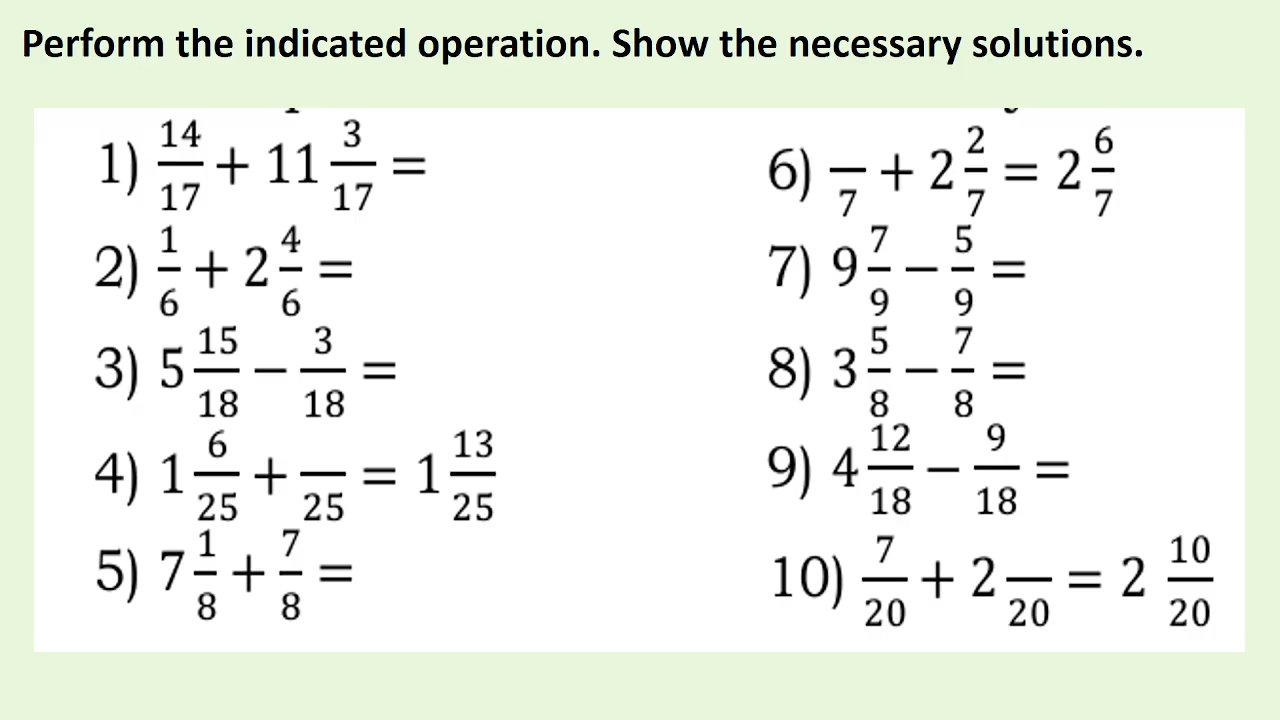 Perform the indicated operation. Show the necessary solutions.
1) 14/17 + 11 3/17 =
2) 1/6 + 2 4/6 =
3) 5 15/18 − 3/18 =
4) 1 6/25 + /25 = 1 13/25
5) 7 1/8 + 7/8 =
6) /7 + 2 2/7 = 2 6/7
7) 9 7/9 − 5/9 =
8) 3 5/8 − 7/8 =
9) 4 12/18 − 9/18 =
10) 7/20 + 2 /20 = 2 10/20